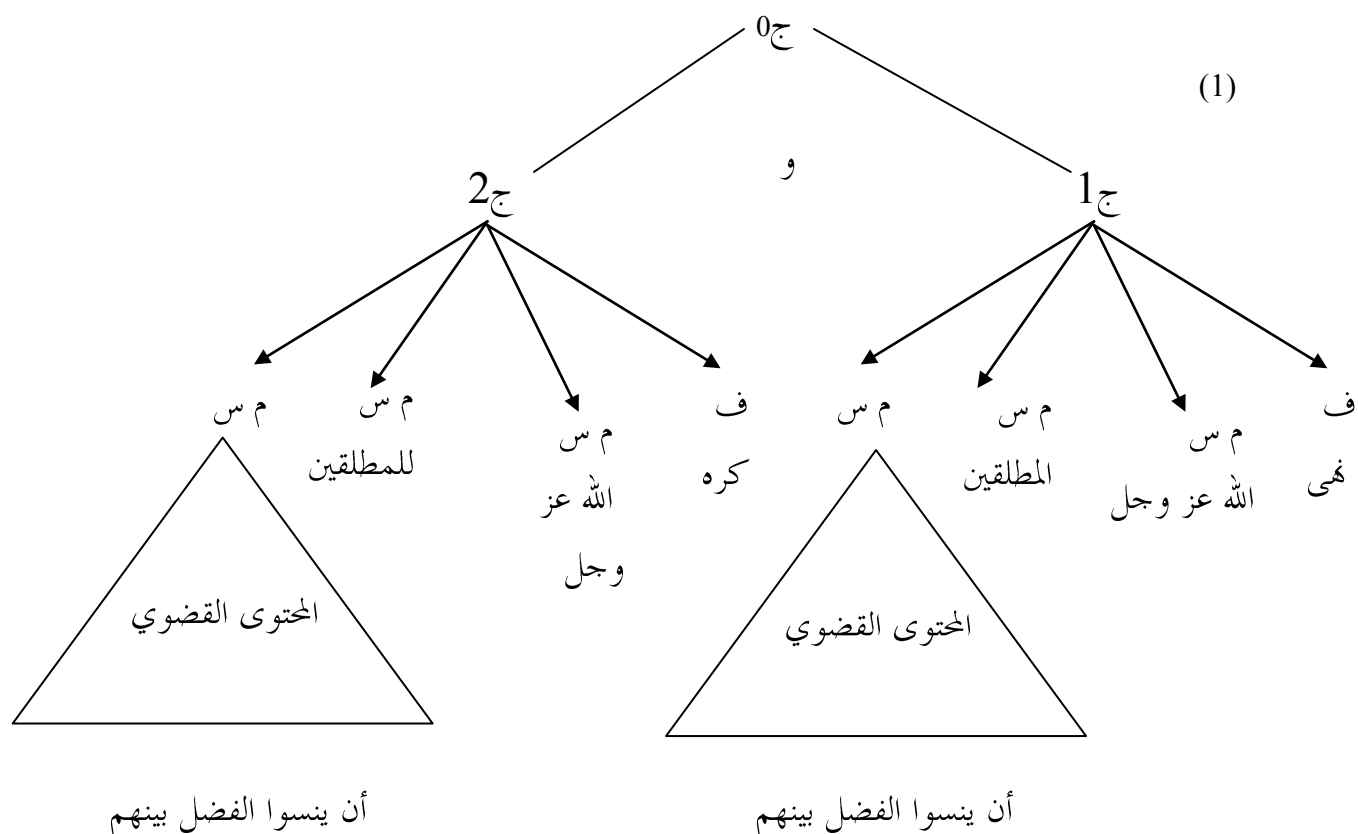 ج0
(1)
و
ج1
ج2
ف
م س
م س
م س
ف
م س
م س
م س
نهى
الله عز وجل
المطلقين
كره
الله عز
وجل
للمطلقين
المحتوى القضوي
المحتوى القضوي
أن ينسوا الفضل بينهم
أن ينسوا الفضل بينهم